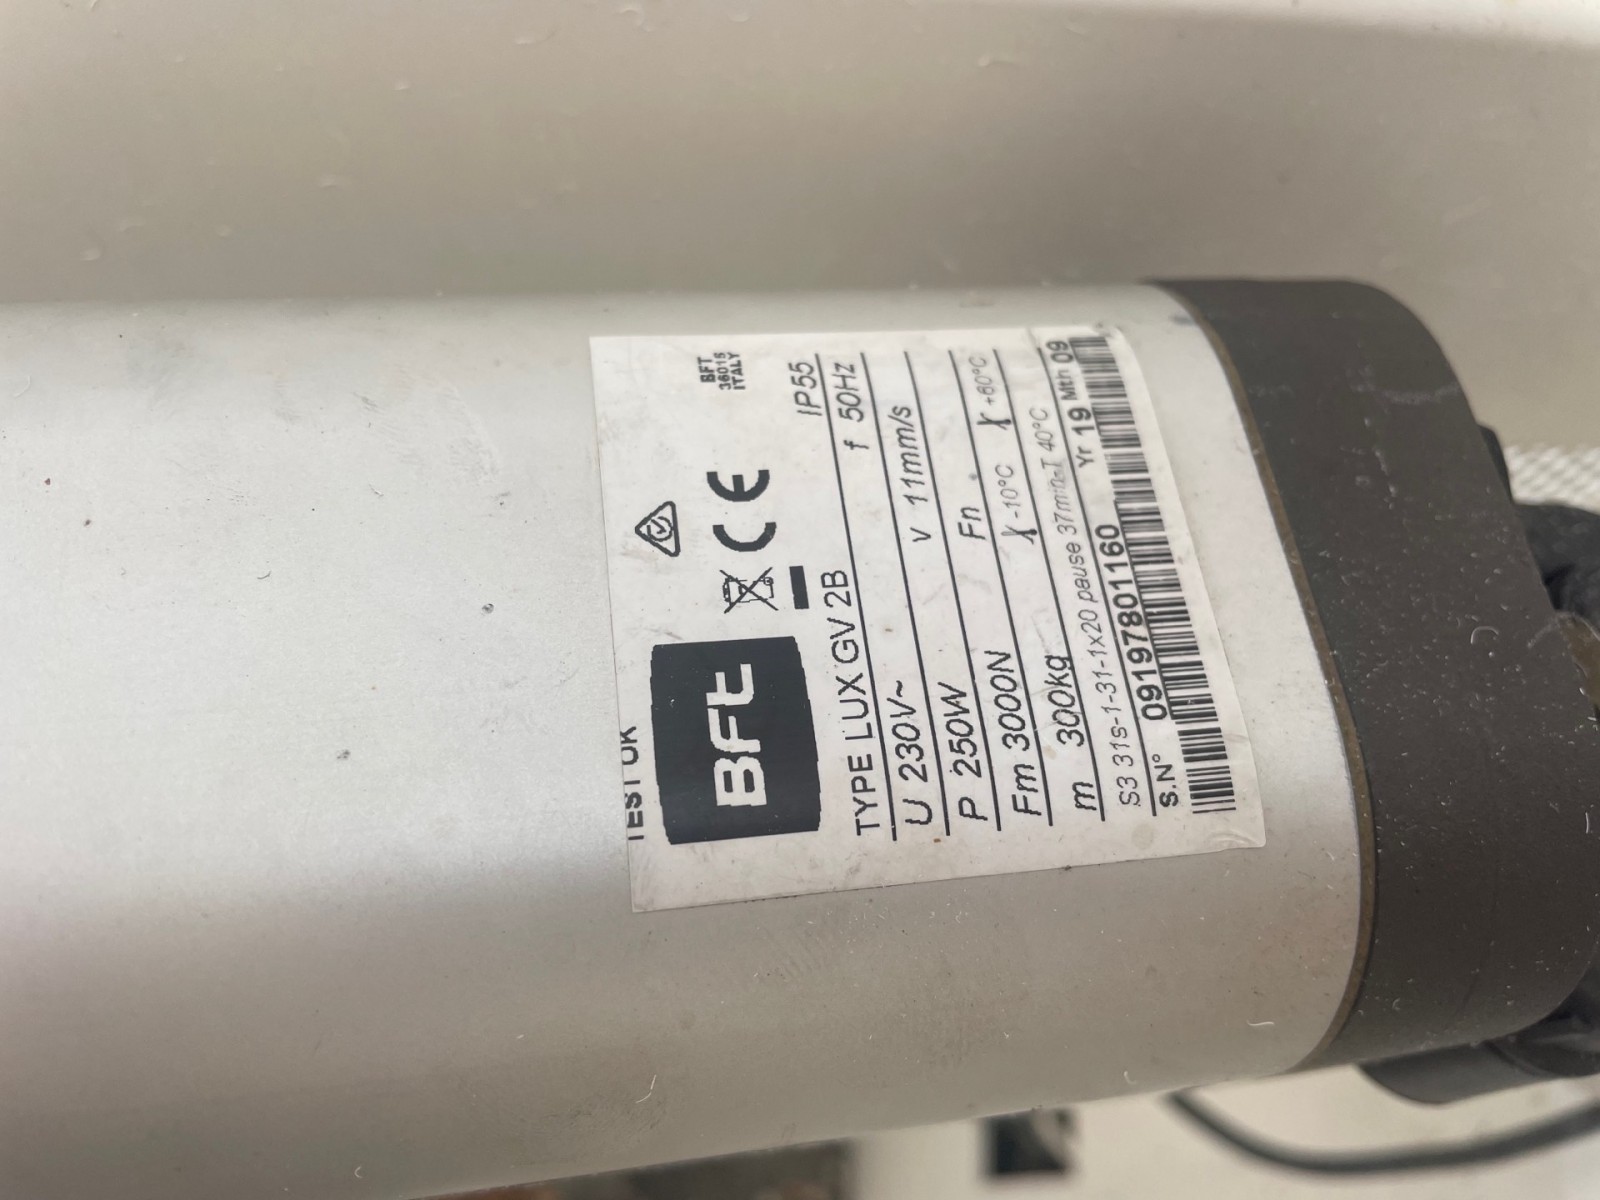 TEST OK
BFT
BFT
36015
ITALY
IP55
TYPE LUX GV 2B
U 230V~ f 50Hz
P 250W v 11mm/s
Fm 3000N Fn
m 300kg -10°C +60°C
S3 31s-1-31-1x20 pause 37min-T 40°C
S.N° 09197801160 Yr 19 Mth 09